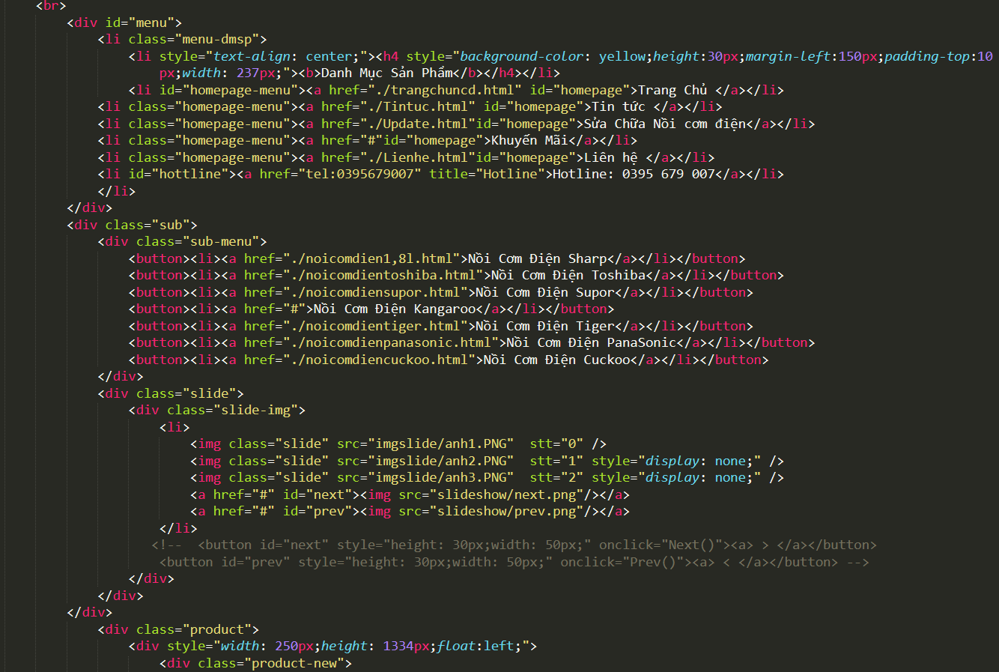 <br>
<div id="menu">
<li class="menu-dmsp">
<li style="text-align: center;"><h4 style="background-color: yellow;height:30px;margin-left:150px;padding-top:10
px;width: 237px;"><b>Danh Mục Sản Phẩm</b></h4></li>
<li id="homepage-menu"><a href="./trangchuncd.html" id="homepage">Trang Chủ </a></li>
<li class="homepage-menu"><a href="./Tintuc.html" id="homepage">Tin tức </a></li>
<li class="homepage-menu"><a href="./Update.html"id="homepage">Sửa Chữa Nồi cơm điện</a></li>
<li class="homepage-menu"><a href="#"id="homepage">Khuyến Mãi</a></li>
<li class="homepage-menu"><a href="./Lienhe.html"id="homepage">Liên hệ </a></li>
<li id="hottline"><a href="tel:0395679007" title="Hotline">Hotline: 0395 679 007</a></li>
</li>
</div>
<div class="sub">
<div class="sub-menu">
<button><li><a href="./noicomdien1,8l.html">Nồi Cơm Điện Sharp</a></li></button>
<button><li><a href="./noicomdientoshiba.html">Nồi Cơm Điện Toshiba</a></li></button>
<button><li><a href="./noicomdiensupor.html">Nồi Cơm Điện Supor</a></li></button>
<button><li><a href="#">Nồi Cơm Điện Kangaroo</a></li></button>
<button><li><a href="./noicomdientiger.html">Nồi Cơm Điện Tiger</a></li></button>
<button><li><a href="./noicomdienpanasonic.html">Nồi Cơm Điện PanaSonic</a></li></button>
<button><li><a href="./noicomdiencuckoo.html">Nồi Cơm Điện Cuckoo</a></li></button>
</div>
<div class="slide">
<div class="slide-img">
<li>
<img class="slide" src="imgslide/anh1.PNG"  stt="0" />
<img class="slide" src="imgslide/anh2.PNG"  stt="1" style="display: none;" />
<img class="slide" src="imgslide/anh3.PNG"  stt="2" style="display: none;" />
<a href="#" id="next"><img src="slideshow/next.png"/></a>
<a href="#" id="prev"><img src="slideshow/prev.png"/></a>
</li>
<!--  <button id="next" style="height: 30px;width: 50px;" onclick="Next()"><a> > </a></button>
<button id="prev" style="height: 30px;width: 50px;" onclick="Prev()"><a> < </a></button> -->
</div>
</div>
</div>
<div class="product">
<div style="width: 250px;height: 1334px;float:left;">
<div class="product-new">